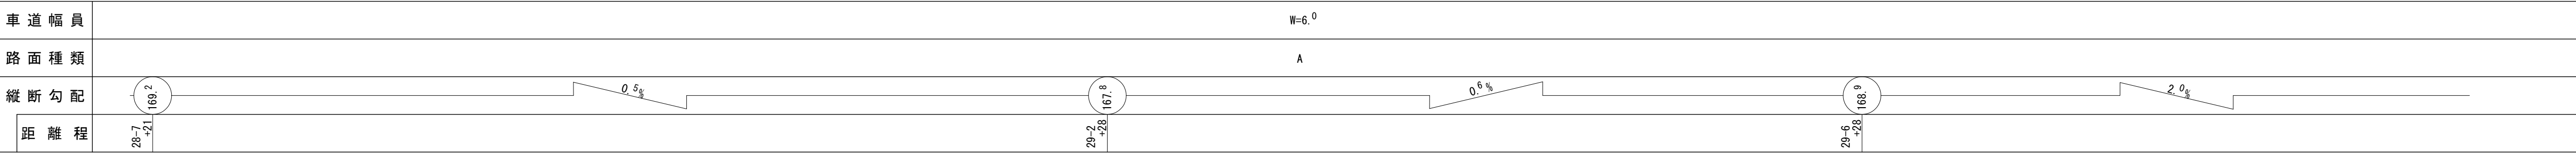 車道幅員 W=6.0
路面種類 A
縦断勾配 169.2 0.5% 167.8 0.6% 168.9 2.0%
距離程 28-7 +21 29-2 +28 29-6 +28